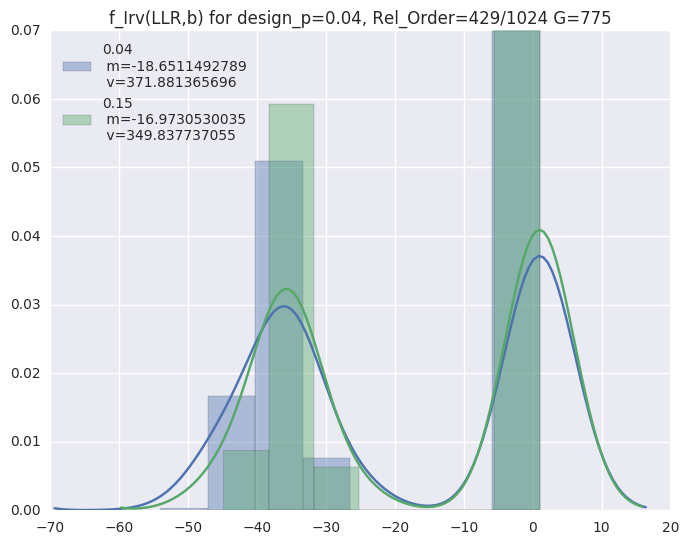 f_Irv(LLR,b) for design_p=0.04, Rel_Order=429/1024 G=775
0.04
m=-18.6511492789
v=371.881365696
0.15
m=-16.9730530035
v=349.837737055
0.07
0.06
0.05
0.04
0.03
0.02
0.01
0.00
−70 −60 −50 −40 −30 −20 −10 0 10 20